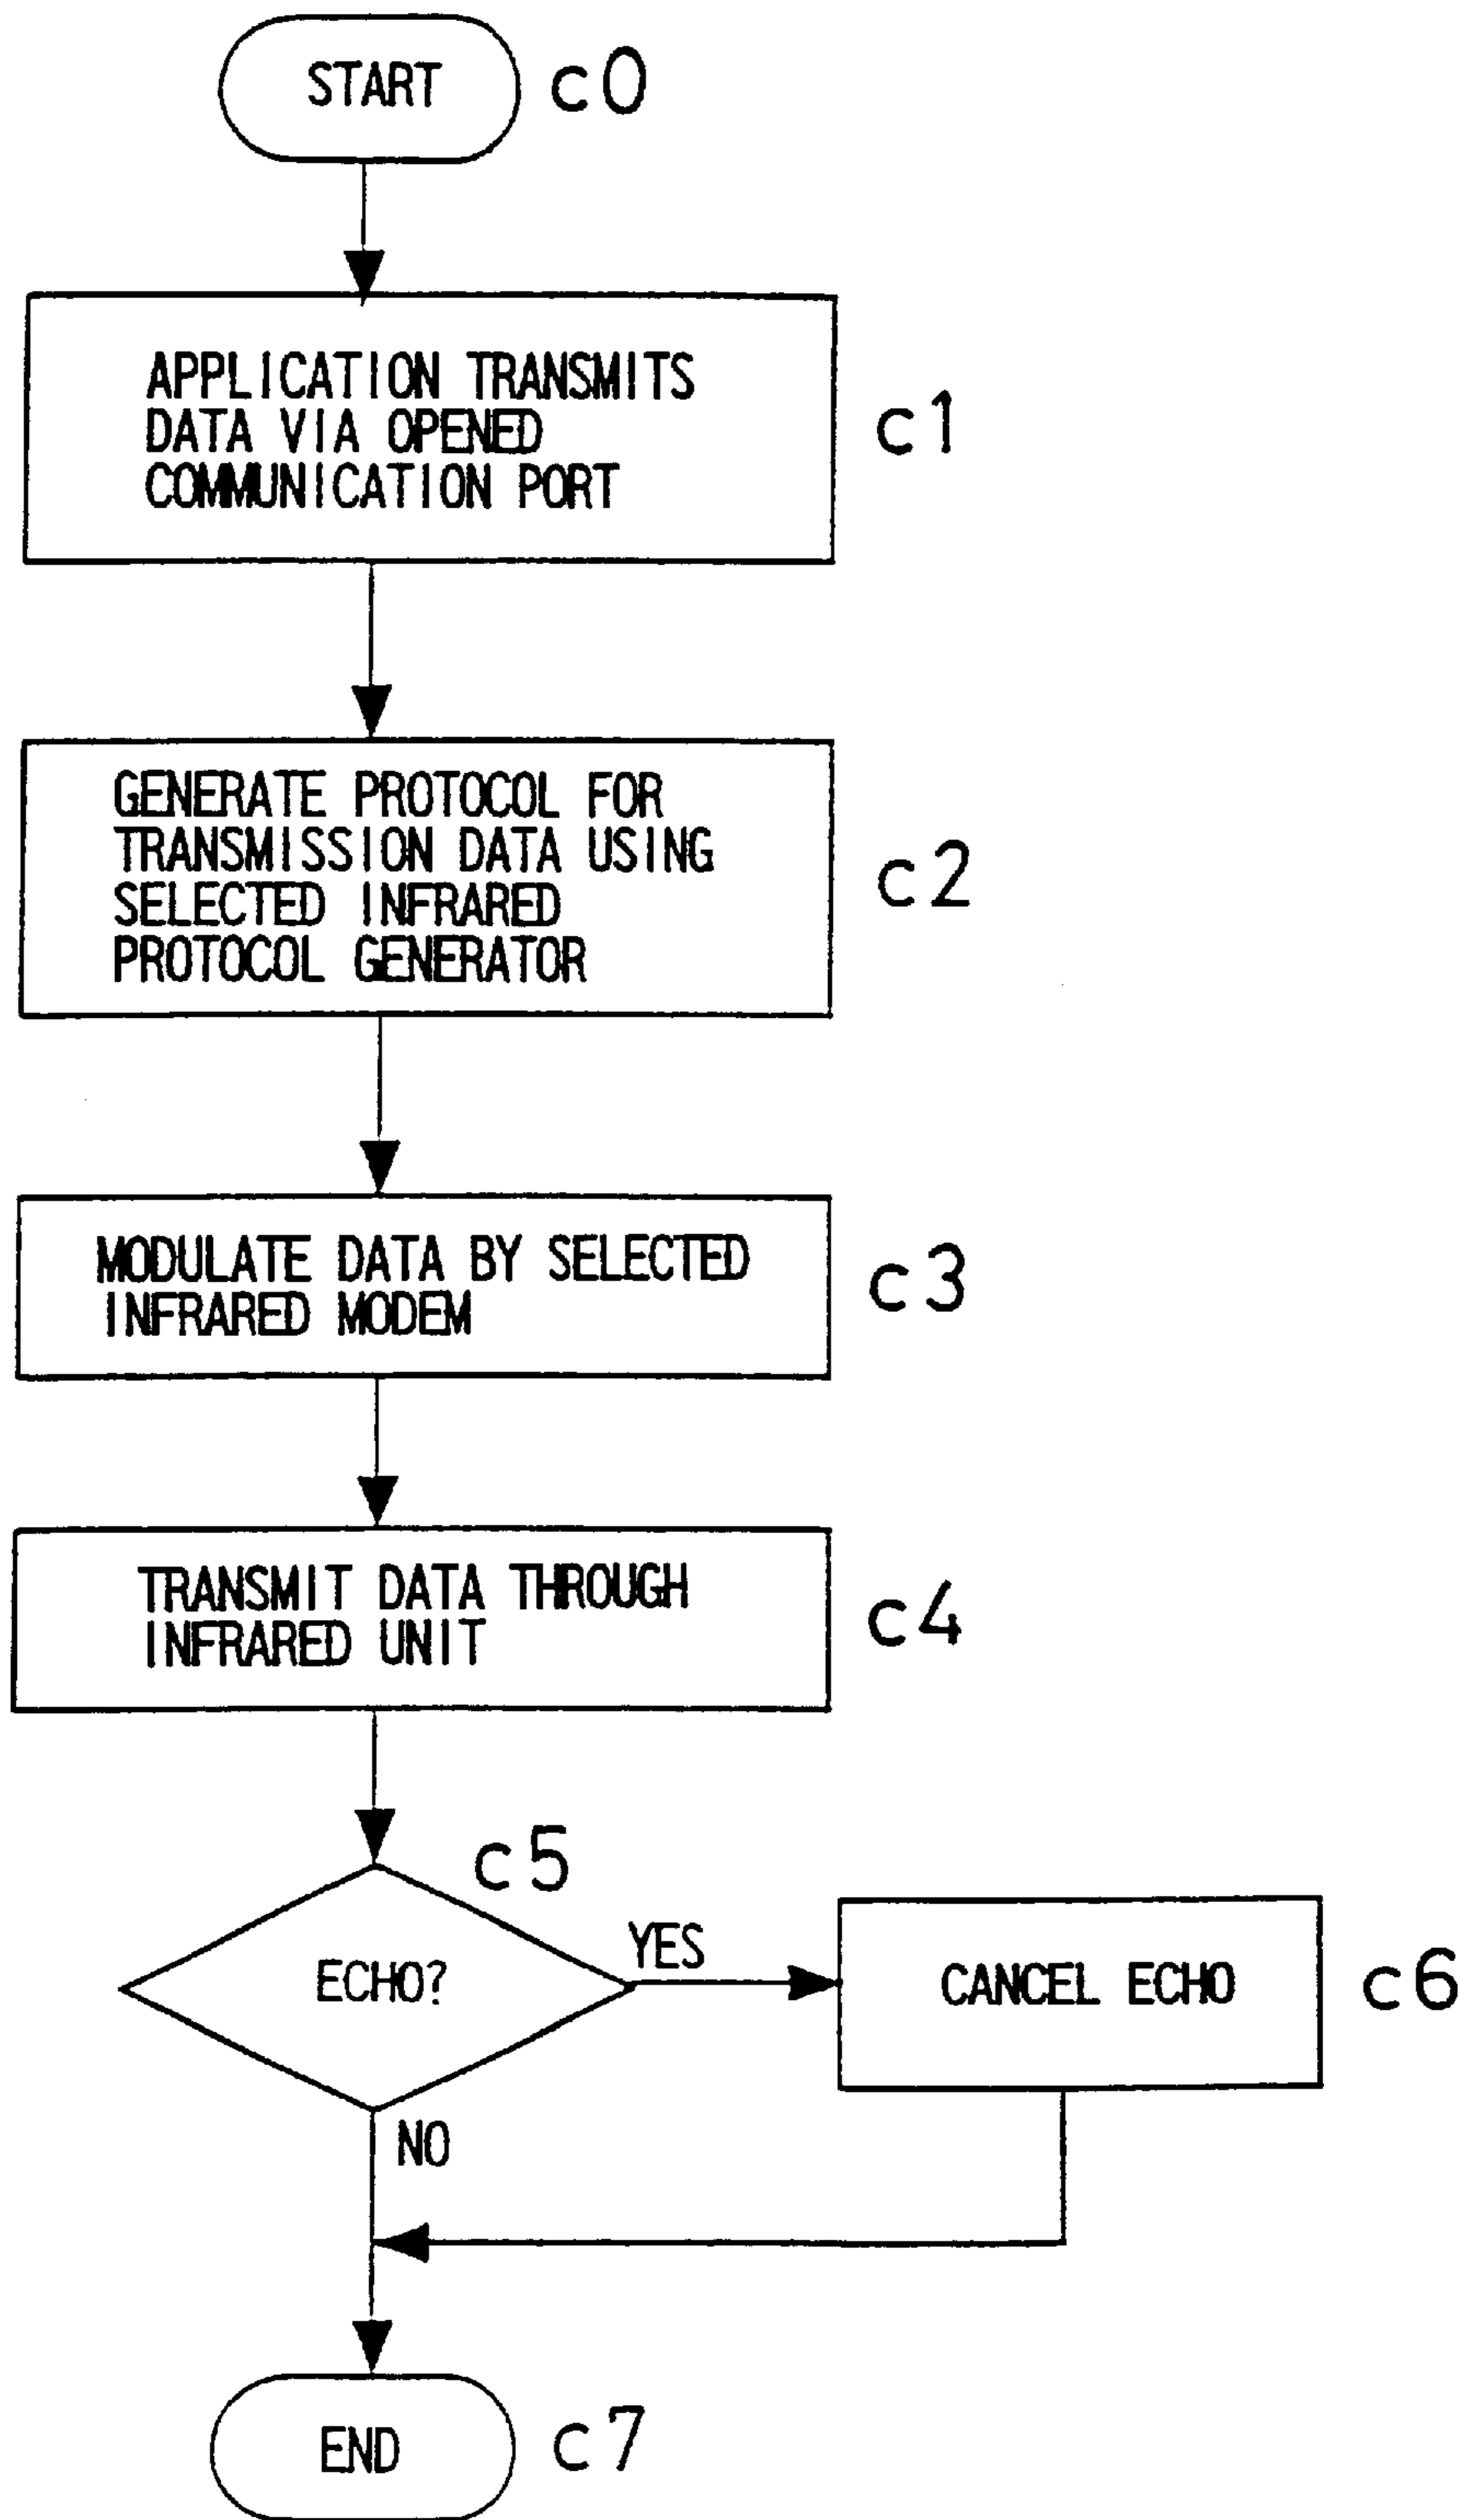 START
c0
APPLICATION TRANSMITS
DATA VIA OPENED
COMMUNICATION PORT
c1
GENERATE PROTOCOL FOR
TRANSMISSION DATA USING
SELECTED INFRARED
PROTOCOL GENERATOR
c2
MODULATE DATA BY SELECTED
INFRARED MODEM
c3
TRANSMIT DATA THROUGH
INFRARED UNIT
c4
c5
ECHO?
YES
CANCEL ECHO
c6
NO
END
c7